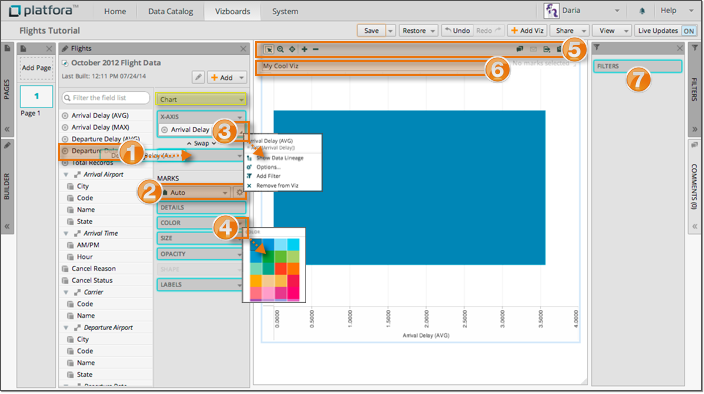 platfora
Home
Data Catalog
Vizboards
Daria
Help
Flights Tutorial
Save
Restore
Undo
Redo
Add Viz
Share
View
Live Updates
ON
PAGES
Add Page
1
Page 1
BUILDER
Flights
October 2012 Flight Data
Last Built: 12:11 PM 07/24/14
Add
Filter the field list
Arrival Delay (AVG)
Arrival Delay (MAX)
Departure Delay (AVG)
Departure
Total Records
Arrival Airport
City
Code
Name
State
Arrival Time
AM/PM
Hour
Cancel Reason
Cancel Status
Carrier
Code
Name
Departure Airport
City
Code
Name
State
Departure Date
1
Chart
X-AXIS
Arrival Delay
3
Swap
MARKS
2
Auto
DETAILS
COLOR
4
SIZE
OPACITY
SHAPE
LABELS
Arrival Delay (AVG)
Show Data Lineage
Options...
Add Filter
Remove from Viz
COLOR
5
My Cool Viz
6
No marks selected
0.0000
0.5000
1.0000
1.5000
2.0000
2.5000
3.0000
3.5000
4.0000
Arrival Delay (AVG)
FILTERS
7
FILTERS
COMMENTS (0)